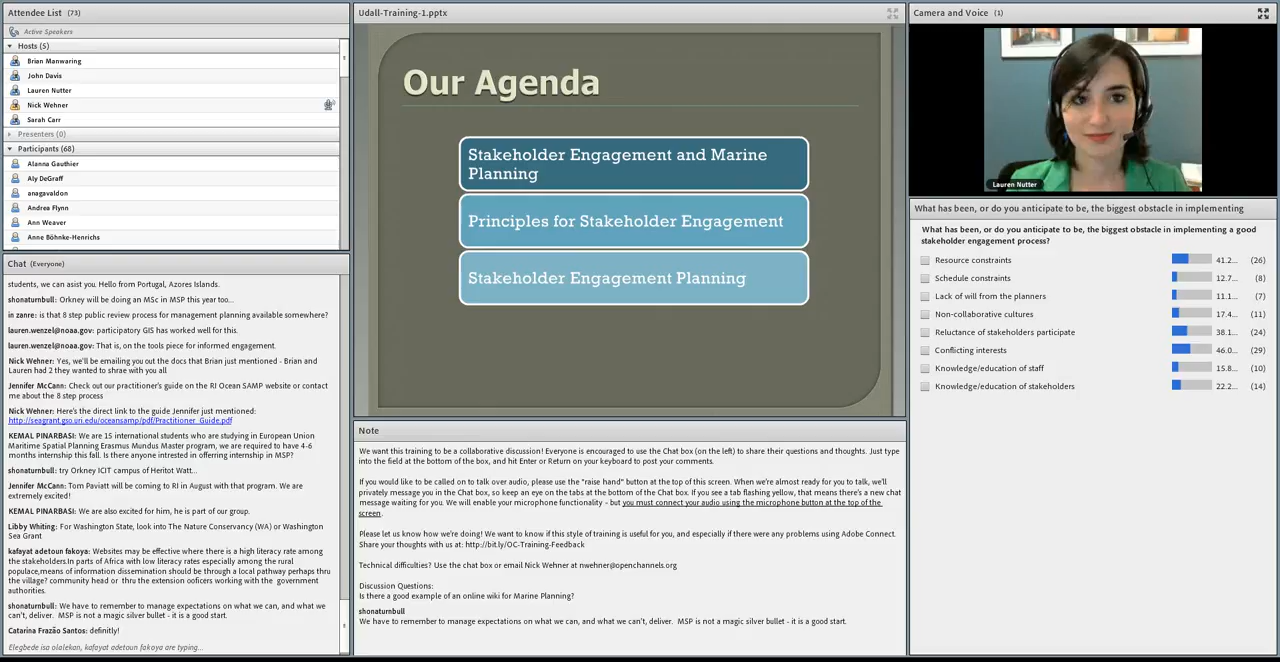 Attendee List (73)
Active Speakers
Hosts (5)
Brian Manwaring
John Davis
Lauren Nutter
Nick Wehner
Sarah Carr
Presenters (0)
Participants (68)
Alanna Gauthier
Aly DeGraff
anagavaldon
Andrea Flynn
Ann Weaver
Anne Böhnke-Henrichs
Chat (Everyone)
students, we can asist you. Hello from Portugal, Azores Islands.
shonaturnbull: Orkney will be doing an MSc in MSP this year too...
in zanre: is that 8 step public review process for management planning available somewhere?
lauren.wenzel@noaa.gov: participatory GIS has worked well for this.
lauren.wenzel@noaa.gov: That is, on the tools piece for informed engagement.
Nick Wehner: Yes, we'll be emailing you out the docs that Brian just mentioned - Brian and
Lauren had 2 they wanted to shrae with you all
Jennifer McCann: Check out our practitioner's guide on the RI Ocean SAMP website or contact
me about the 8 step process
Nick Wehner: Here's the direct link to the guide Jennifer just mentioned:
http://seagrant.gso.uri.edu/oceansamp/pdf/Practitioner_Guide.pdf
KEMAL PINARBASI: We are 15 international students who are studying in European Union
Maritime Spatial Planning Erasmus Mundus Master program, we are required to have 4-6
months internship this fall. Is there anyone intrested in offering internship in MSP?
shonaturnbull: try Orkney ICIT campus of Heritot Watt...
Jennifer McCann: Tom Paviatt will be coming to RI in August with that program. We are
extremely excited!
KEMAL PINARBASI: We are also excited for him, he is part of our group.
Libby Whiting: For Washington State, look into The Nature Conservancy (WA) or Washington
Sea Grant
kafayat adetoun fakoya: Websites may be effective where there is a high literacy rate among
the stakeholders.In parts of Africa with low literacy rates especially among the rural
populace,means of information dissemination should be through a local pathway perhaps thru
the village? community head or thru the extension ooficers working with the government
authorities.
shonaturnbull: We have to remember to manage expectations on what we can, and what we
can't, deliver. MSP is not a magic silver bullet - it is a good start.
Catarina Frazão Santos: definitly!
Elegbede isa olalekan, kafayat adetoun fakoya are typing...
Udall-Training-1.pptx
Our Agenda
Stakeholder Engagement and Marine
Planning
Principles for Stakeholder Engagement
Stakeholder Engagement Planning
Note
We want this training to be a collaborative discussion! Everyone is encouraged to use the Chat box (on the left) to share their questions and thoughts. Just type
into the field at the bottom of the box, and hit Enter or Return on your keyboard to post your comments.
If you would like to be called on to talk over audio, please use the "raise hand" button at the top of this screen. When we're almost ready for you to talk, we'll
privately message you in the Chat box, so keep an eye on the tabs at the bottom of the Chat box. If you see a tab flashing yellow, that means there's a new chat
message waiting for you. We will enable your microphone functionality - but you must connect your audio using the microphone button at the top of the
screen.
Please let us know how we're doing! We want to know if this style of training is useful for you, and especially if there were any problems using Adobe Connect.
Share your thoughts with us at: http://bit.ly/OC-Training-Feedback
Technical difficulties? Use the chat box or email Nick Wehner at nwehner@openchannels.org
Discussion Questions:
Is there a good example of an online wiki for Marine Planning?
shonaturnbull
We have to remember to manage expectations on what we can, and what we can't, deliver. MSP is not a magic silver bullet - it is a good start.
Camera and Voice (1)
Lauren Nutter
What has been, or do you anticipate to be, the biggest obstacle in implementing
What has been, or do you anticipate to be, the biggest obstacle in implementing a good
stakeholder engagement process?
Resource constraints 41.2... (26)
Schedule constraints 12.7... (8)
Lack of will from the planners 11.1... (7)
Non-collaborative cultures 17.4... (11)
Reluctance of stakeholders participate 38.1... (24)
Conflicting interests 46.0... (29)
Knowledge/education of staff 15.8... (10)
Knowledge/education of stakeholders 22.2... (14)